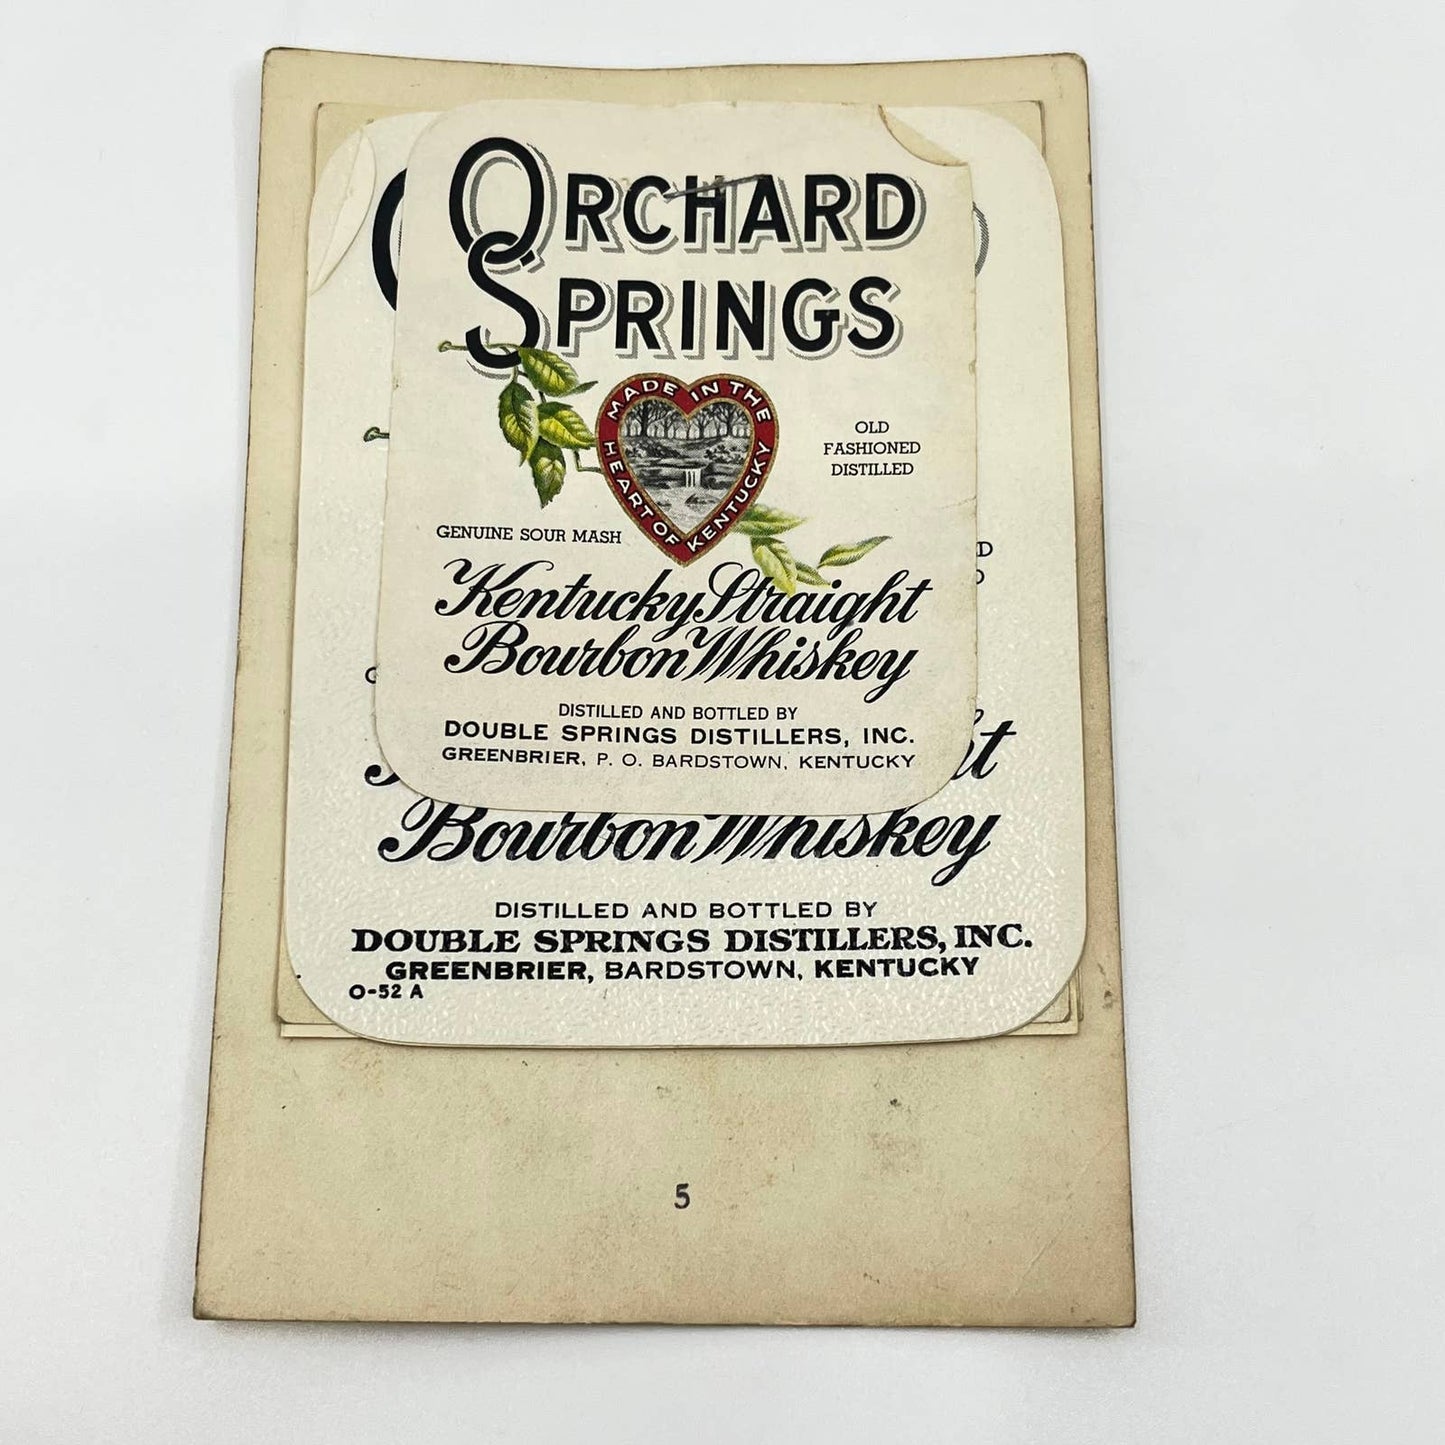 ORCHARD
SPRINGS
MADE IN THE
HEART OF KENTUCKY
OLD
FASHIONED
DISTILLED
GENUINE SOUR MASH
Kentucky Straight
Bourbon Whiskey
DISTILLED AND BOTTLED BY
DOUBLE SPRINGS DISTILLERS, INC.
GREENBRIER, P. O. BARDSTOWN, KENTUCKY
Bourbon Whiskey
DISTILLED AND BOTTLED BY
DOUBLE SPRINGS DISTILLERS, INC.
GREENBRIER, BARDSTOWN, KENTUCKY
O-52 A
5